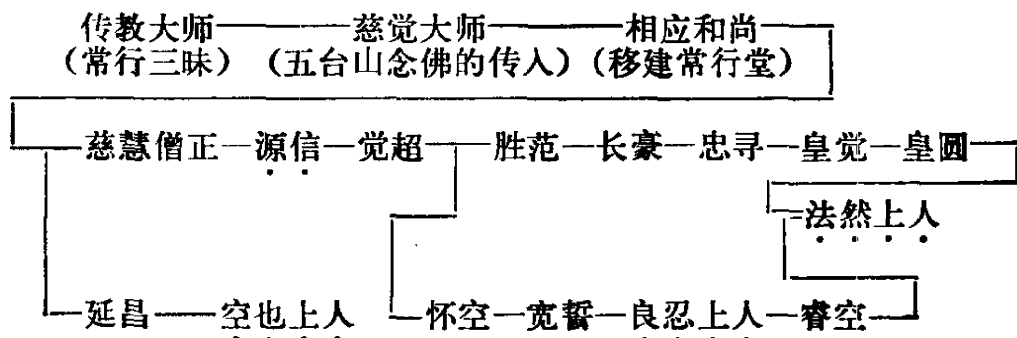 传教大师——慈觉大师——相应和尚
（常行三昧）（五台山念佛的传入）（移建常行堂）
慈慧僧正—源信—觉超—胜范—长豪—忠寻—皇觉—皇圆
法然上人
延昌——空也上人 怀空—宽誓—良忍上人—睿空